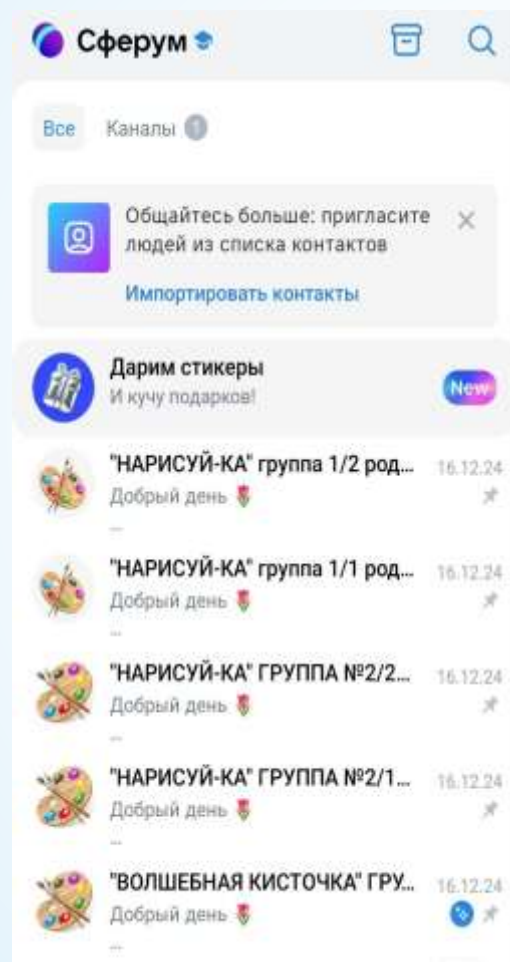 Сферум
Все Каналы 1
Общайтесь больше: пригласите
людей из списка контактов
Импортировать контакты
Дарим стикеры
И кучу подарков!
New
"НАРИСУЙ-КА" группа 1/2 род... 16.12.24
Добрый день
...
"НАРИСУЙ-КА" группа 1/1 род... 16.12.24
Добрый день
...
"НАРИСУЙ-КА" ГРУППА №2/2... 16.12.24
Добрый день
...
"НАРИСУЙ-КА" ГРУППА №2/1... 16.12.24
Добрый день
...
"ВОЛШЕБНАЯ КИСТОЧКА" ГРУ... 16.12.24
Добрый день
...